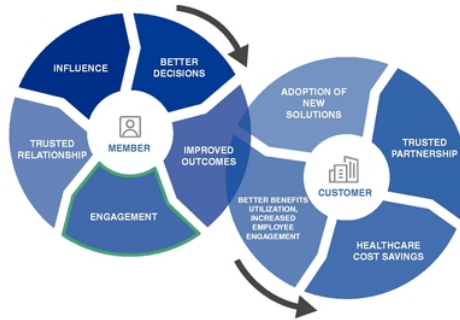 INFLUENCE
BETTER
DECISIONS
TRUSTED
RELATIONSHIP
MEMBER
IMPROVED
OUTCOMES
ENGAGEMENT
ADOPTION OF
NEW
SOLUTIONS
TRUSTED
PARTNERSHIP
CUSTOMER
BETTER BENEFITS
UTILIZATION,
INCREASED
EMPLOYEE
ENGAGEMENT
HEALTHCARE
COST SAVINGS